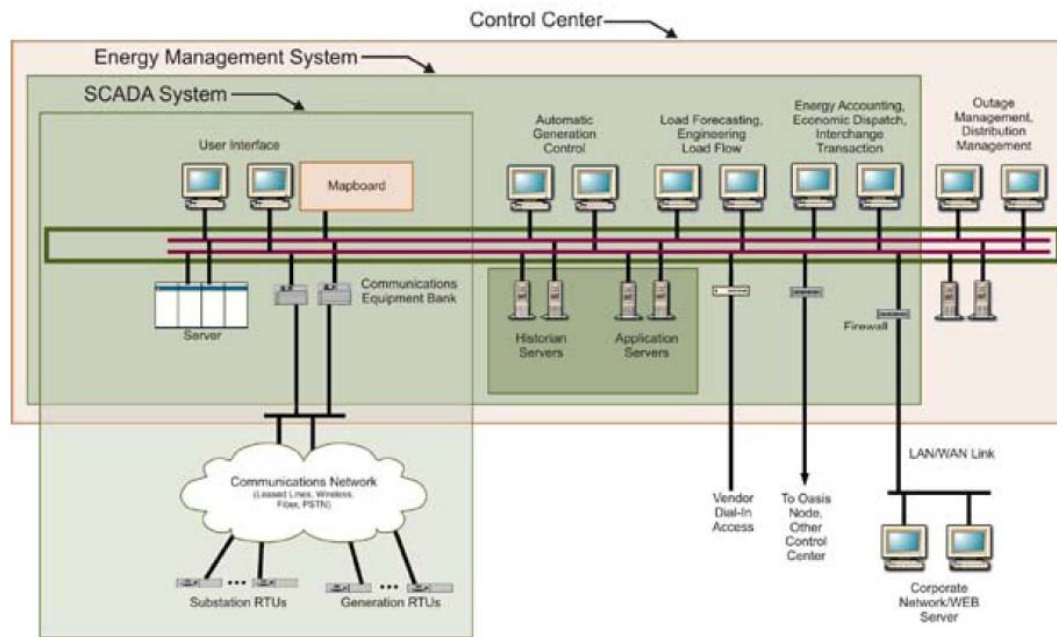 Control Center
Energy Management System
SCADA System
User Interface
Mapboard
Automatic
Generation
Control
Load Forecasting,
Engineering
Load Flow
Energy Accounting,
Economic Dispatch,
Interchange
Transaction
Outage
Management,
Distribution
Management
Server
Communications
Equipment Bank
Historian
Servers
Application
Servers
Firewall
Communications Network
(Leased Lines, Wireless,
Fiber, PSTN)
Substation RTUs
Generation RTUs
Vendor
Dial-In
Access
To Oasis
Node,
Other
Control
Center
LAN/WAN Link
Corporate
Network/WEB
Server